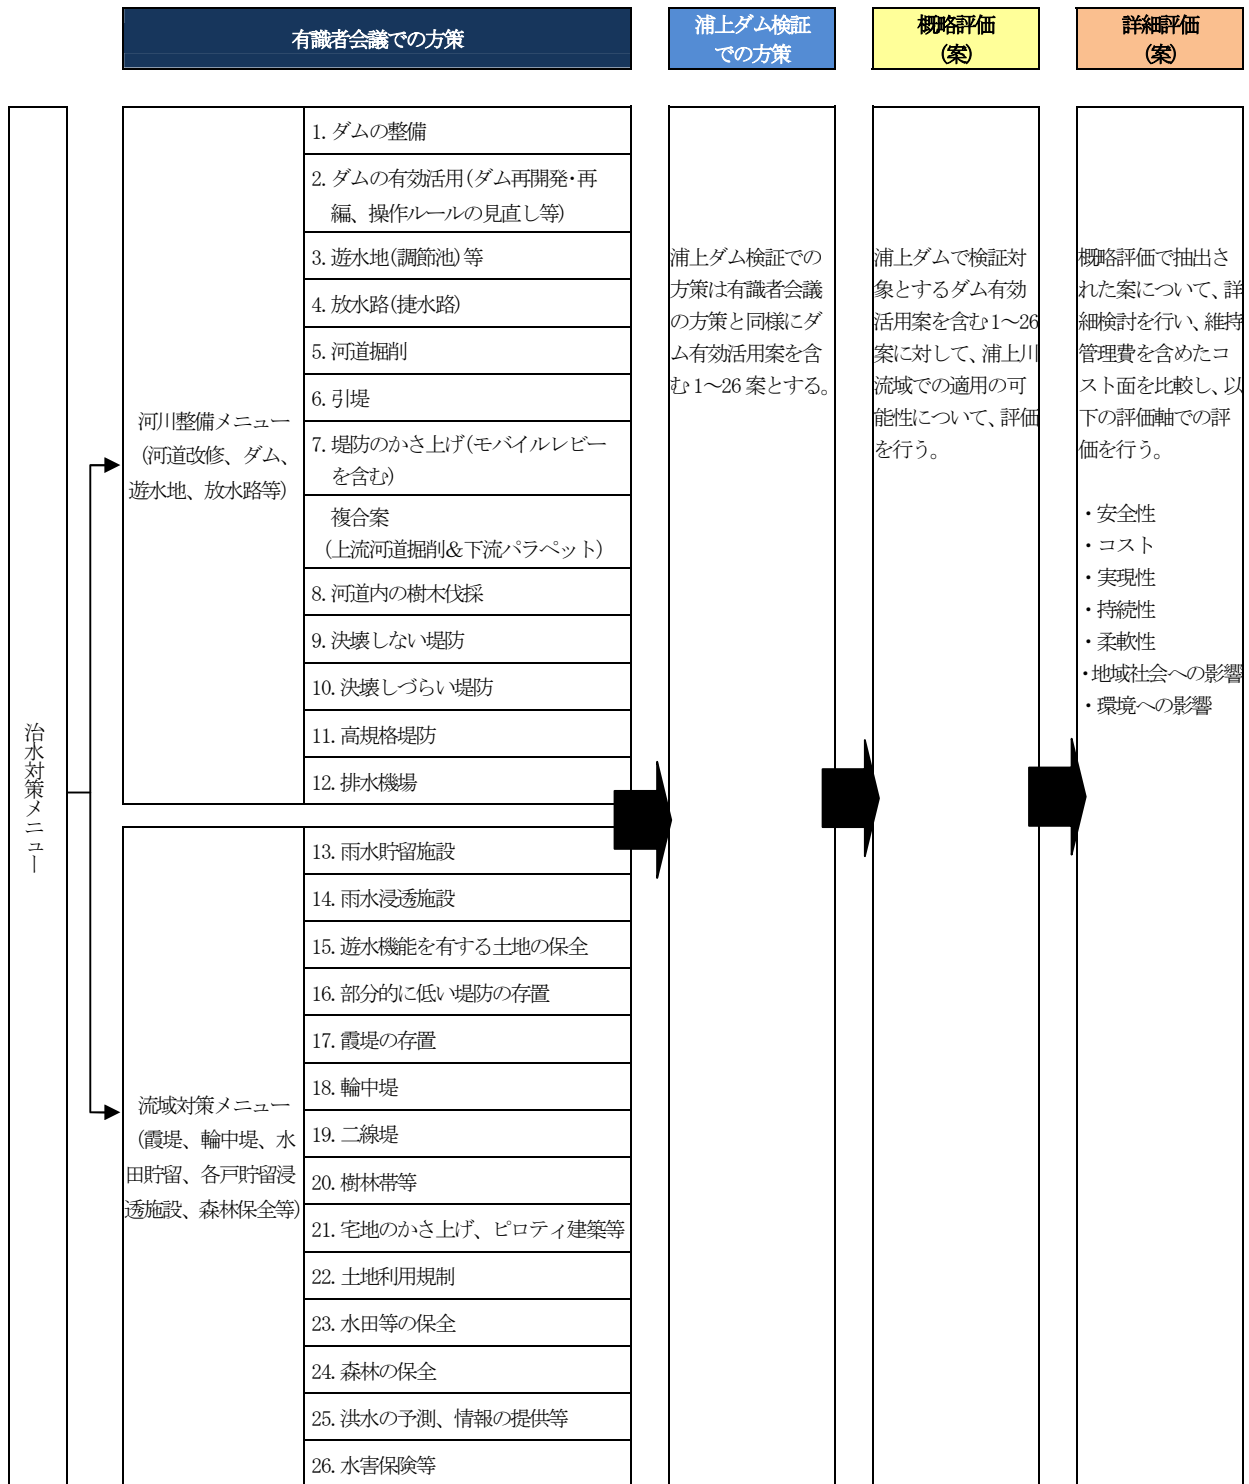 有識者会議での方策
浦上ダム検証
での方策
概略評価
(案)
詳細評価
(案)
治水対策メニュー
河川整備メニュー
(河道改修、ダム、
遊水地、放水路等)
1. ダムの整備
2. ダムの有効活用(ダム再開発・再
編、操作ルールの見直し等)
3. 遊水地(調節池)等
4. 放水路(捷水路)
5. 河道掘削
6. 引堤
7. 堤防のかさ上げ(モバイルレビー
を含む)
複合案
(上流河道掘削&下流パラペット)
8. 河道内の樹木伐採
9. 決壊しない堤防
10. 決壊しづらい堤防
11. 高規格堤防
12. 排水機場
流域対策メニュー
(霞堤、輪中堤、水
田貯留、各戸貯留浸
透施設、森林保全等)
13. 雨水貯留施設
14. 雨水浸透施設
15. 遊水機能を有する土地の保全
16. 部分的に低い堤防の存置
17. 霞堤の存置
18. 輪中堤
19. 二線堤
20. 樹林帯等
21. 宅地のかさ上げ、ピロティ建築等
22. 土地利用規制
23. 水田等の保全
24. 森林の保全
25. 洪水の予測、情報の提供等
26. 水害保険等
浦上ダム検証での
方策は有識者会議
の方策と同様にダ
ム有効活用案を含
む 1～26 案とする。
浦上ダムで検証対
象とするダム有効
活用案を含む 1～26
案に対して、浦上川
流域での適用の可
能性について、評価
を行う。
概略評価で抽出さ
れた案について、詳
細検討を行い、維持
管理費を含めたコ
スト面を比較し、以
下の評価軸での評
価を行う。
・安全性
・コスト
・実現性
・持続性
・柔軟性
・地域社会への影響
・環境への影響